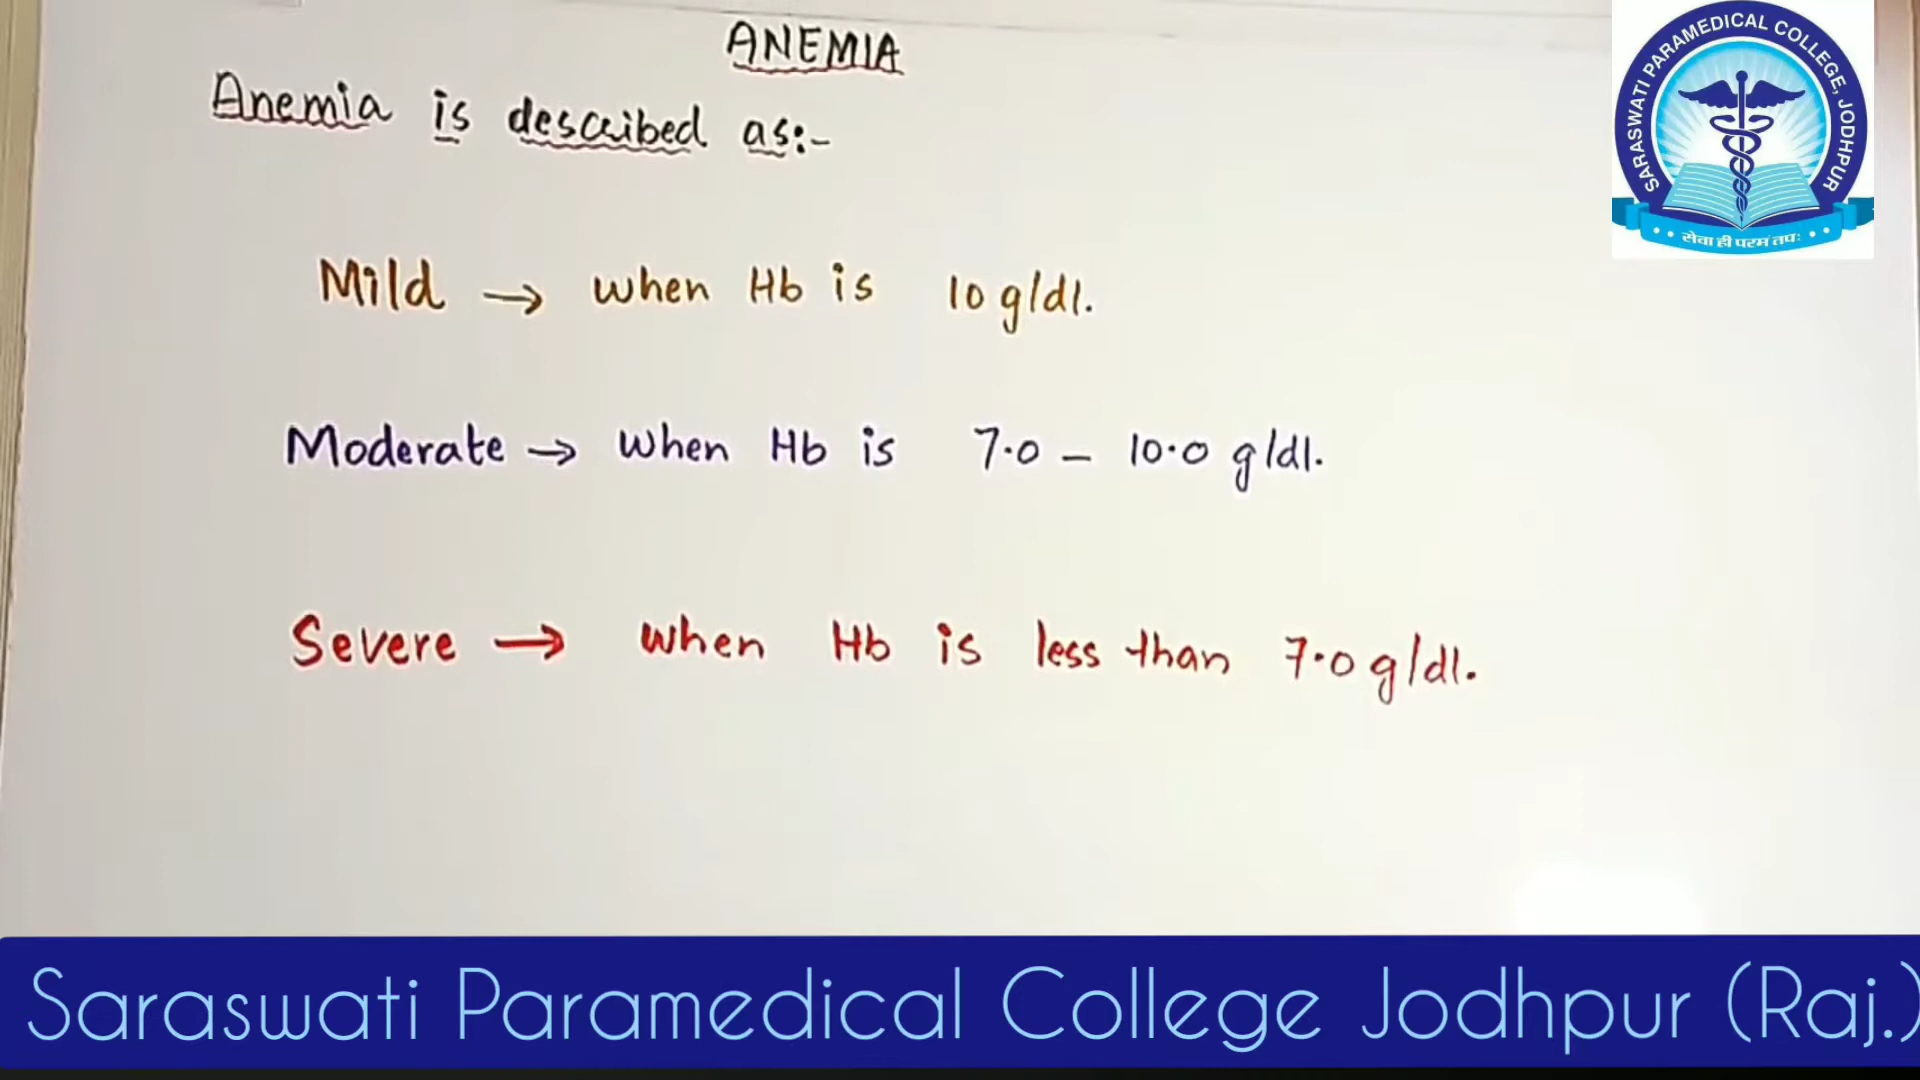 ANEMIA
Anemia is described as:-
Mild → when Hb is 10 g/dl.
Moderate → when Hb is 7.0 - 10.0 g/dl.
Severe → when Hb is less than 7.0 g/dl.
SARASWATI PARAMEDICAL COLLEGE, JODHPUR
सेवा ही परमं तपः
Saraswati Paramedical College Jodhpur (Raj.)